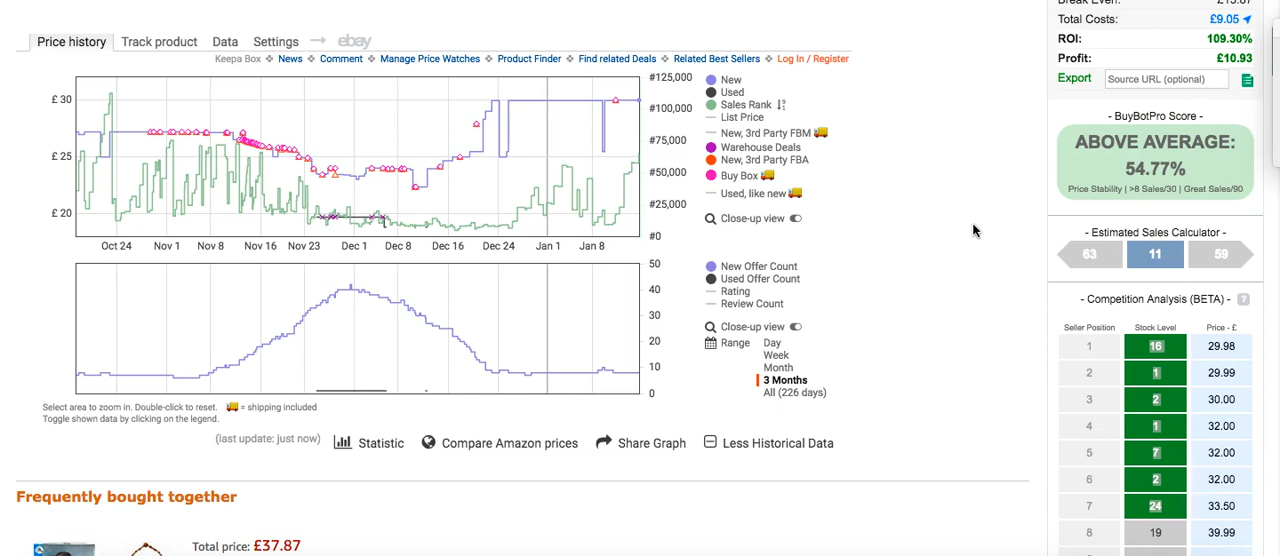 Price history Track product Data Settings → ebay
Keepa Box News Comment Manage Price Watches Product Finder Find related Deals Related Best Sellers Log In / Register
£ 30
£ 25
£ 20
#125,000
#100,000
#75,000
#50,000
#25,000
#0
Oct 24 Nov 1 Nov 8 Nov 16 Nov 23 Dec 1 Dec 8 Dec 16 Dec 24 Jan 1 Jan 8
New
Used
Sales Rank
List Price
New, 3rd Party FBM
Warehouse Deals
New, 3rd Party FBA
Buy Box
Used, like new
Close-up view
50
40
30
20
10
0
New Offer Count
Used Offer Count
Rating
Review Count
Close-up view
Range Day
Week
Month
3 Months
All (226 days)
Select area to zoom in. Double-click to reset. = shipping included
Toggle shown data by clicking on the legend.
(last update: just now) Statistic Compare Amazon prices Share Graph Less Historical Data
Frequently bought together
Total price: £37.87
Break Even: £15.87
Total Costs: £9.05
ROI: 109.30%
Profit: £10.93
Export Source URL (optional)
- BuyBotPro Score -
ABOVE AVERAGE:
54.77%
Price Stability | >8 Sales/30 | Great Sales/90
- Estimated Sales Calculator -
63 11 59
- Competition Analysis (BETA) - ?
Seller Position Stock Level Price - £
1 16 29.98
2 1 29.99
3 2 30.00
4 1 32.00
5 7 32.00
6 2 32.00
7 24 33.50
8 19 39.99